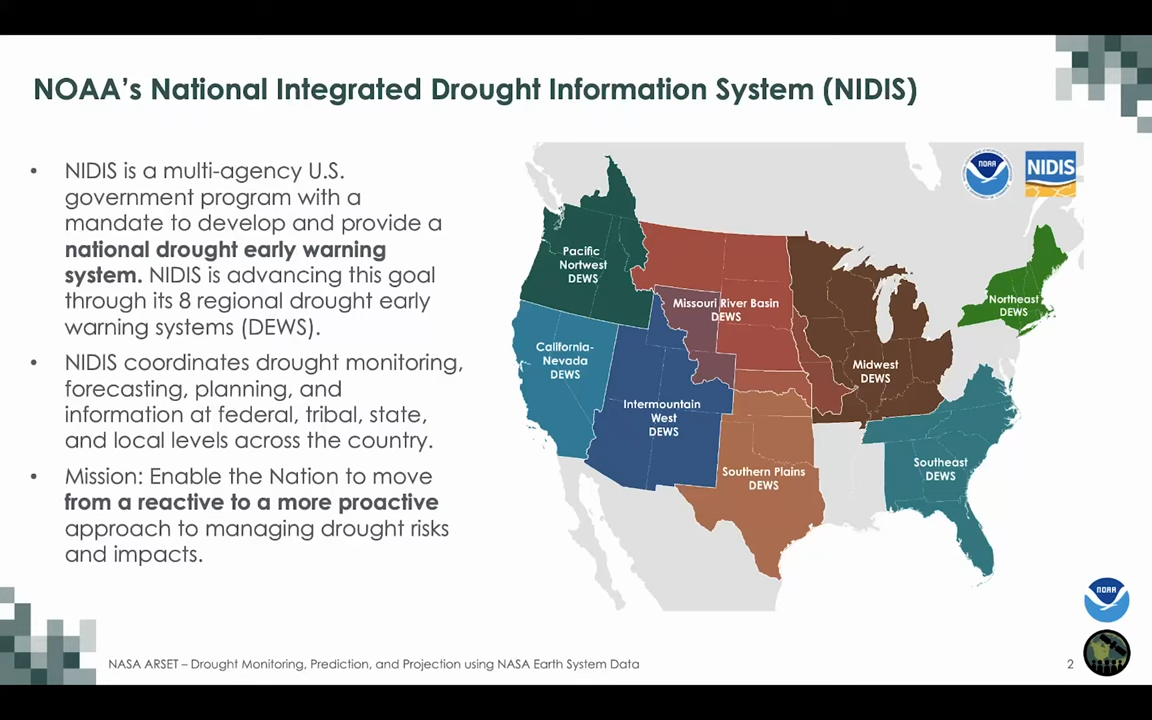 NOAA's National Integrated Drought Information System (NIDIS)
• NIDIS is a multi-agency U.S.
government program with a
mandate to develop and provide a
national drought early warning
system. NIDIS is advancing this goal
through its 8 regional drought early
warning systems (DEWS).
• NIDIS coordinates drought monitoring,
forecasting, planning, and
information at federal, tribal, state,
and local levels across the country.
• Mission: Enable the Nation to move
from a reactive to a more proactive
approach to managing drought risks
and impacts.
NOAA
NIDIS
Pacific
Nortwest
DEWS
Missouri River Basin
DEWS
Northeast
DEWS
California-
Nevada
DEWS
Midwest
DEWS
Intermountain
West
DEWS
Southern Plains
DEWS
Southeast
DEWS
NOAA
NASA ARSET – Drought Monitoring, Prediction, and Projection using NASA Earth System Data
2